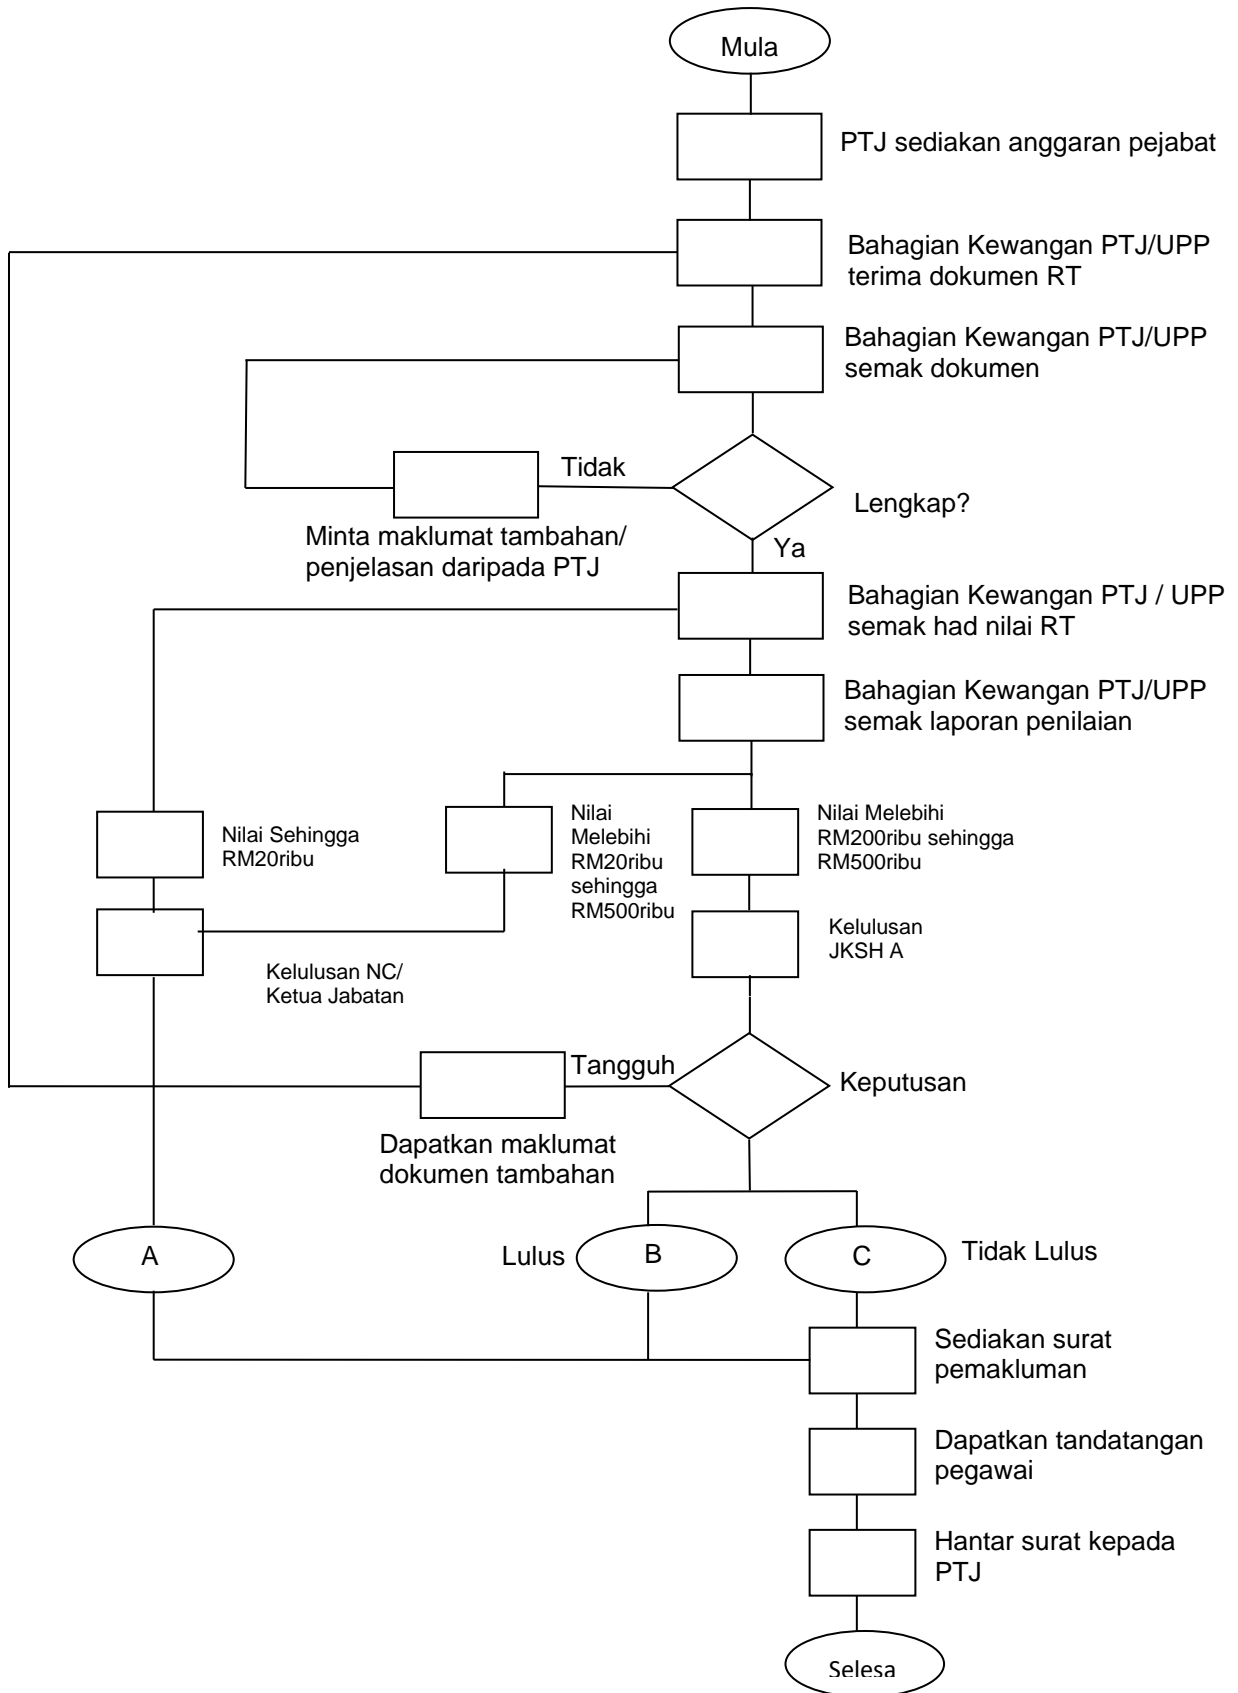 Mula
PTJ sediakan anggaran pejabat
Bahagian Kewangan PTJ/UPP
terima dokumen RT
Bahagian Kewangan PTJ/UPP
semak dokumen
Tidak
Lengkap?
Minta maklumat tambahan/
penjelasan daripada PTJ
Ya
Bahagian Kewangan PTJ / UPP
semak had nilai RT
Bahagian Kewangan PTJ/UPP
semak laporan penilaian
Nilai Sehingga
RM20ribu
Nilai
Melebihi
RM20ribu
sehingga
RM500ribu
Nilai Melebihi
RM200ribu sehingga
RM500ribu
Kelulusan NC/
Ketua Jabatan
Kelulusan
JKSH A
Tangguh
Keputusan
Dapatkan maklumat
dokumen tambahan
A
Lulus
B
C
Tidak Lulus
Sediakan surat
pemakluman
Dapatkan tandatangan
pegawai
Hantar surat kepada
PTJ
Selesa